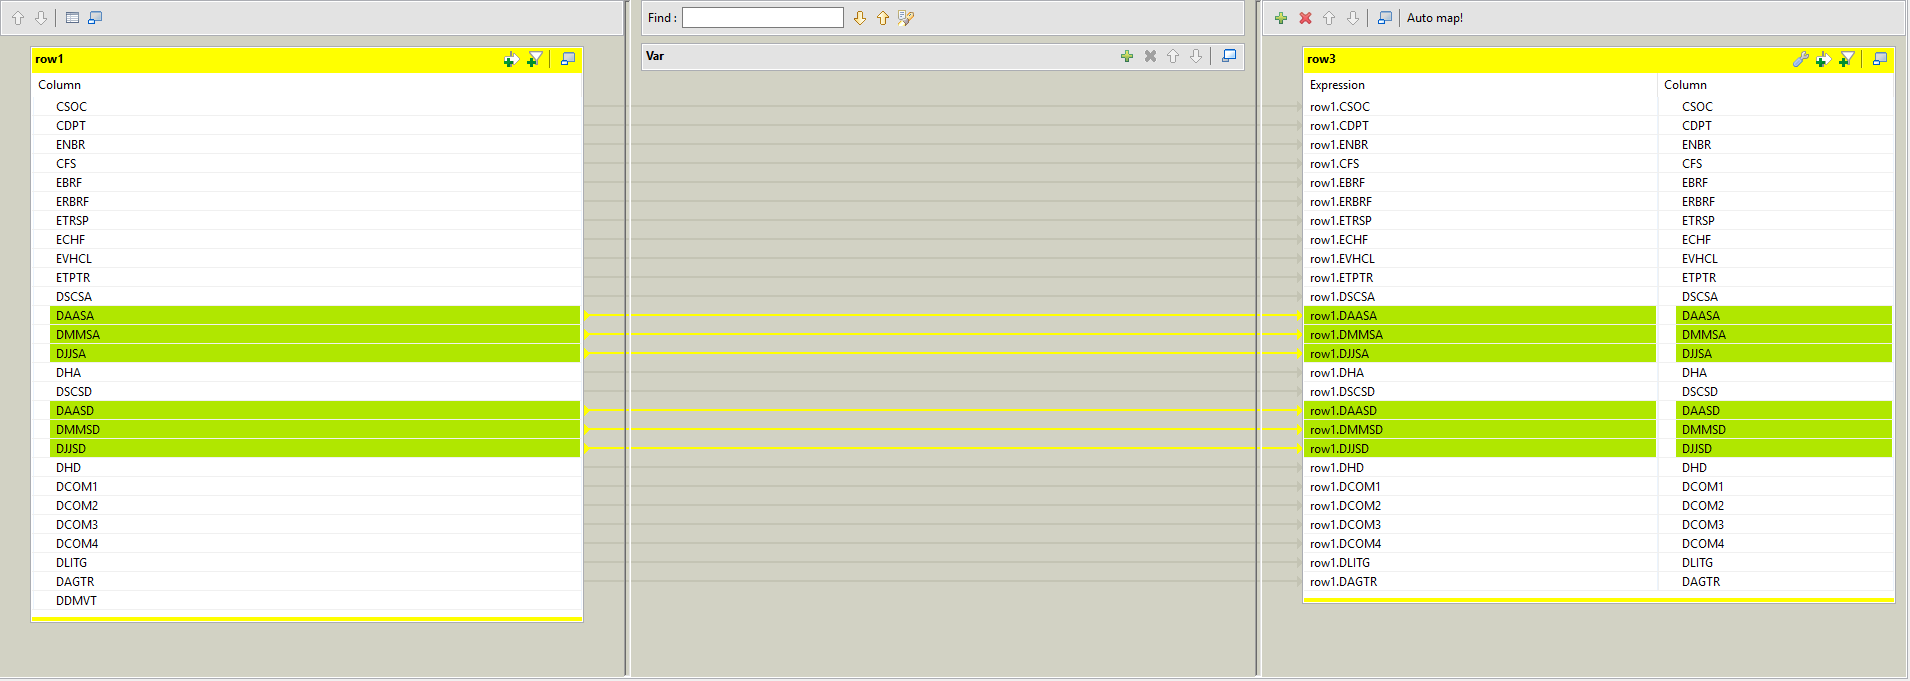 Find :
Auto map!
row1
Var
row3
Column
Expression Column
CSOC row1.CSOC CSOC
CDPT row1.CDPT CDPT
ENBR row1.ENBR ENBR
CFS row1.CFS CFS
EBRF row1.EBRF EBRF
ERBRF row1.ERBRF ERBRF
ETRSP row1.ETRSP ETRSP
ECHF row1.ECHF ECHF
EVHCL row1.EVHCL EVHCL
ETPTR row1.ETPTR ETPTR
DSCSA row1.DSCSA DSCSA
DAASA row1.DAASA DAASA
DMMSA row1.DMMSA DMMSA
DJJSA row1.DJJSA DJJSA
DHA row1.DHA DHA
DSCSD row1.DSCSD DSCSD
DAASD row1.DAASD DAASD
DMMSD row1.DMMSD DMMSD
DJJSD row1.DJJSD DJJSD
DHD row1.DHD DHD
DCOM1 row1.DCOM1 DCOM1
DCOM2 row1.DCOM2 DCOM2
DCOM3 row1.DCOM3 DCOM3
DCOM4 row1.DCOM4 DCOM4
DLITG row1.DLITG DLITG
DAGTR row1.DAGTR DAGTR
DDMVT